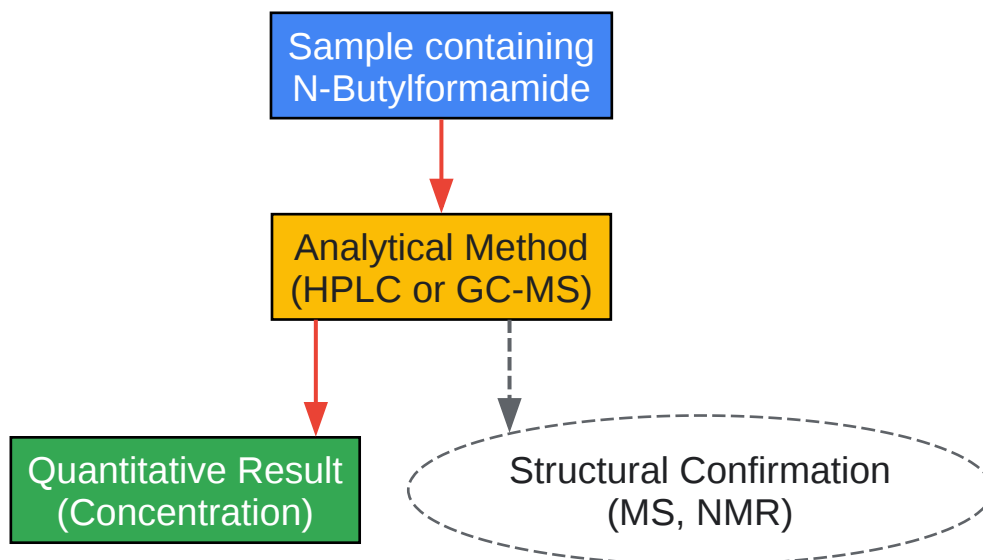 Sample containing
N-Butylformamide
Analytical Method
(HPLC or GC-MS)
Quantitative Result
(Concentration)
Structural Confirmation
(MS, NMR)